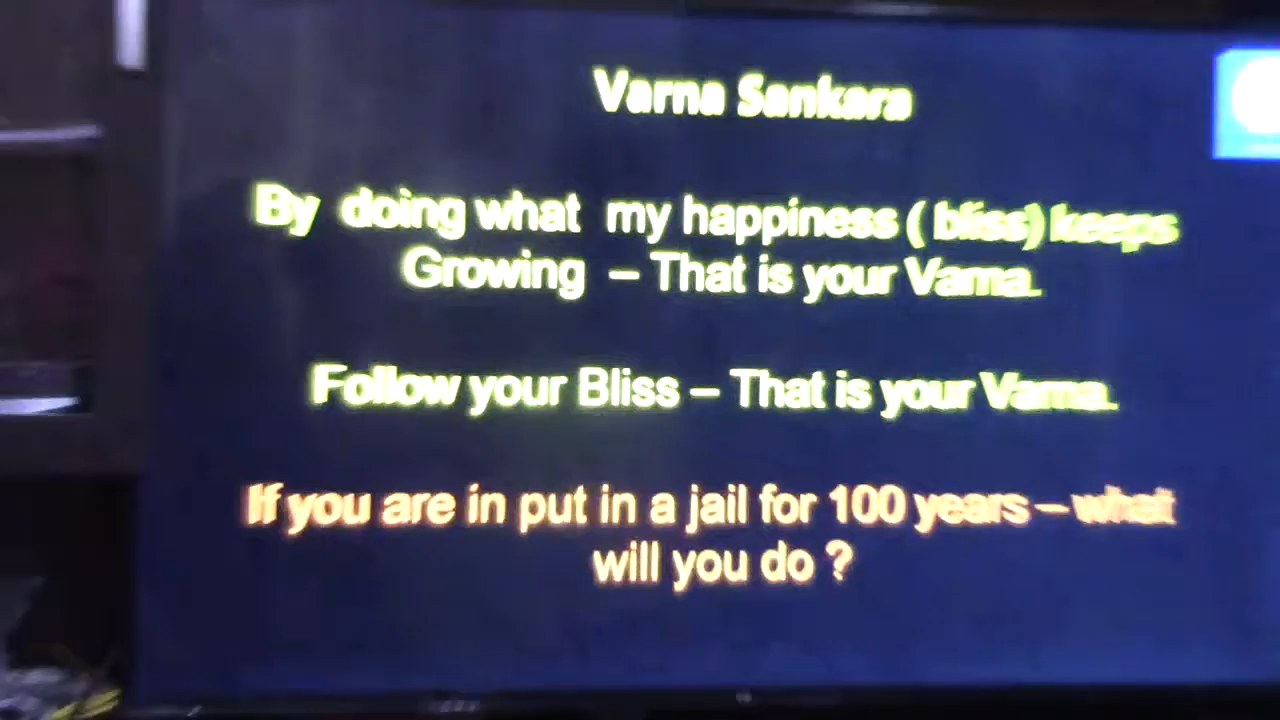 Varna Sankara
By doing what my happiness ( bliss) keeps
Growing – That is your Varna.
Follow your Bliss – That is your Varna.
If you are in put in a jail for 100 years – what
will you do ?